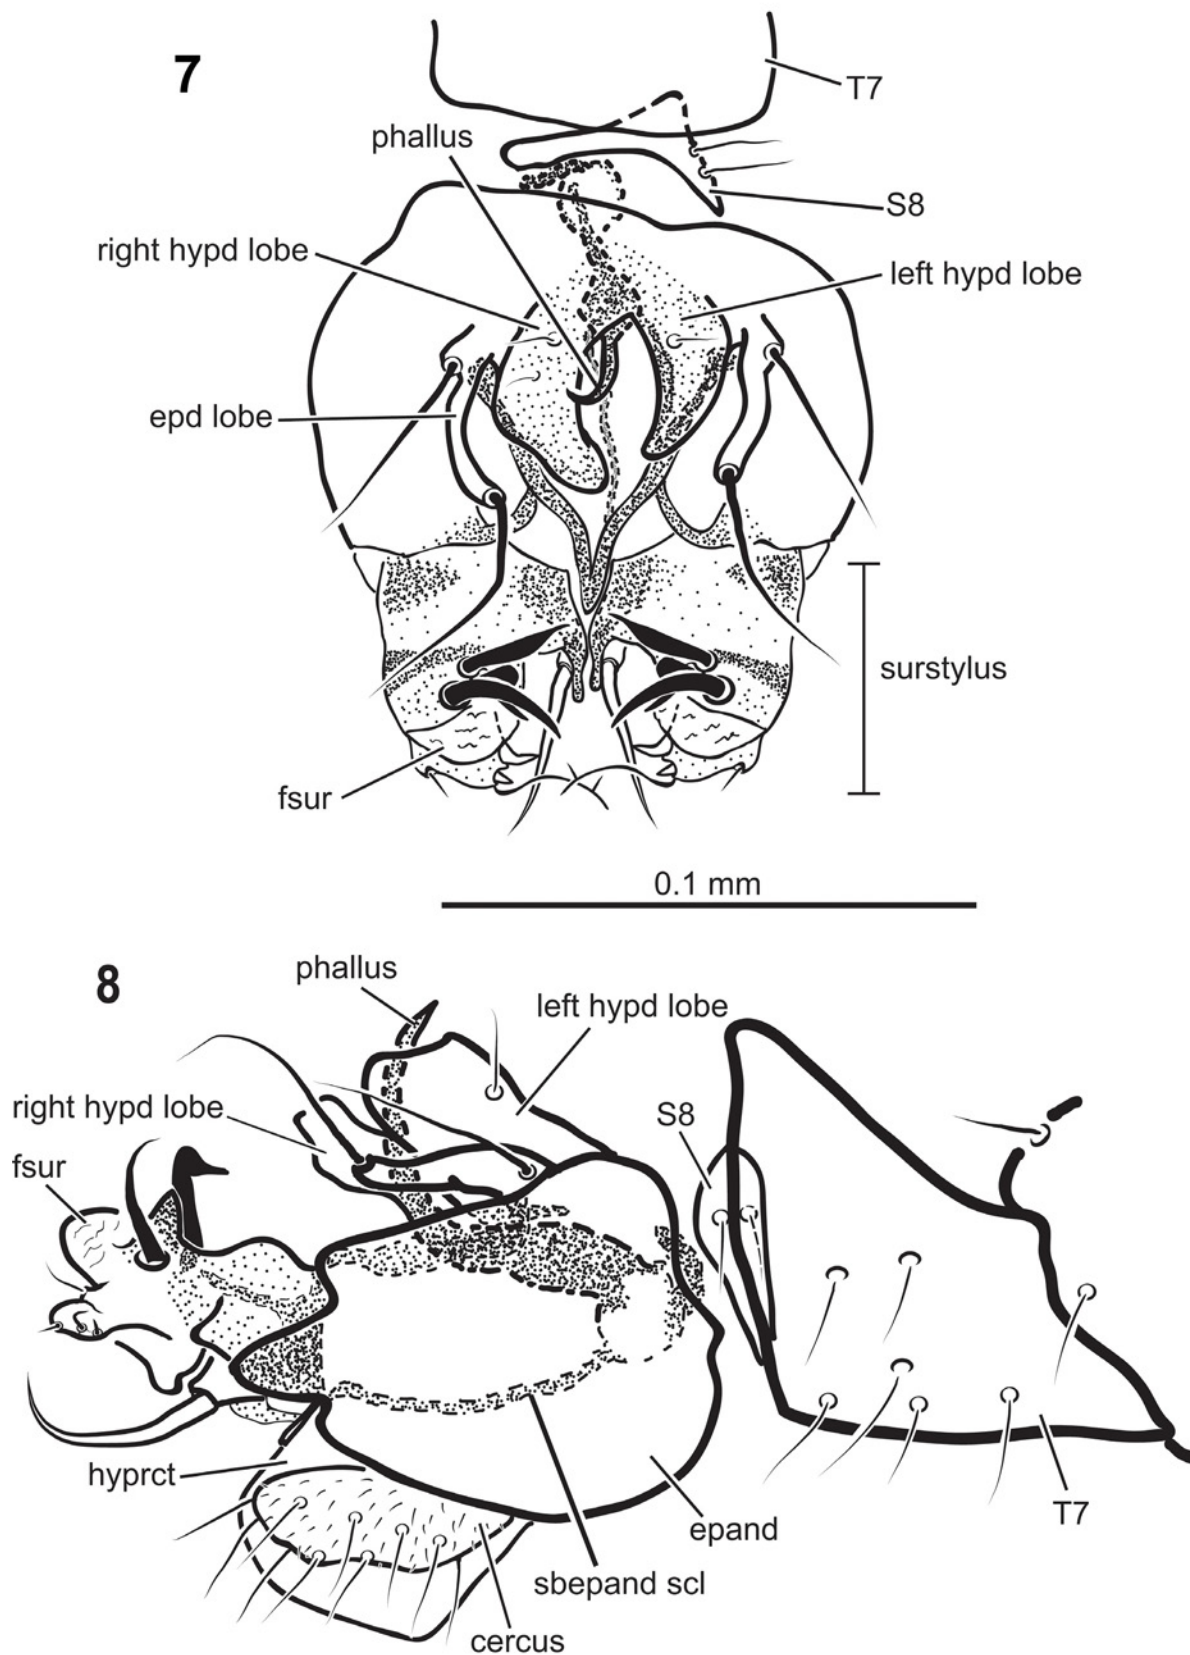 7
T7
phallus
S8
right hypd lobe
left hypd lobe
epd lobe
surstylus
fsur
0.1 mm
8
phallus
left hypd lobe
right hypd lobe
S8
fsur
hyprct
T7
epand
sbepand scl
cercus